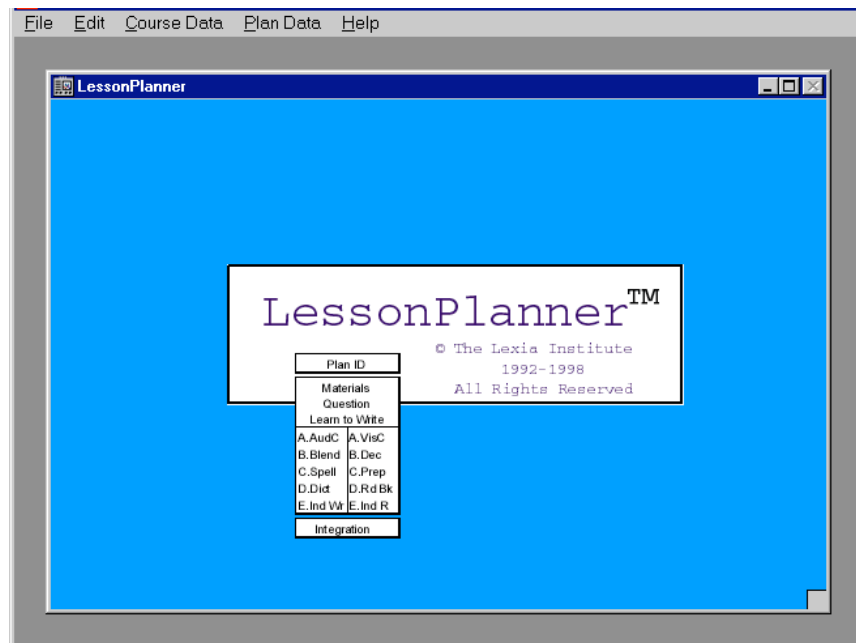 File Edit Course Data Plan Data Help
LessonPlanner
LessonPlanner™
© The Lexia Institute
1992-1998
All Rights Reserved
Plan ID
Materials
Question
Learn to Write
A.AudC A.VisC
B.Blend B.Dec
C.Spell C.Prep
D.Dict D.Rd Bk
E.Ind Wr E.Ind R
Integration